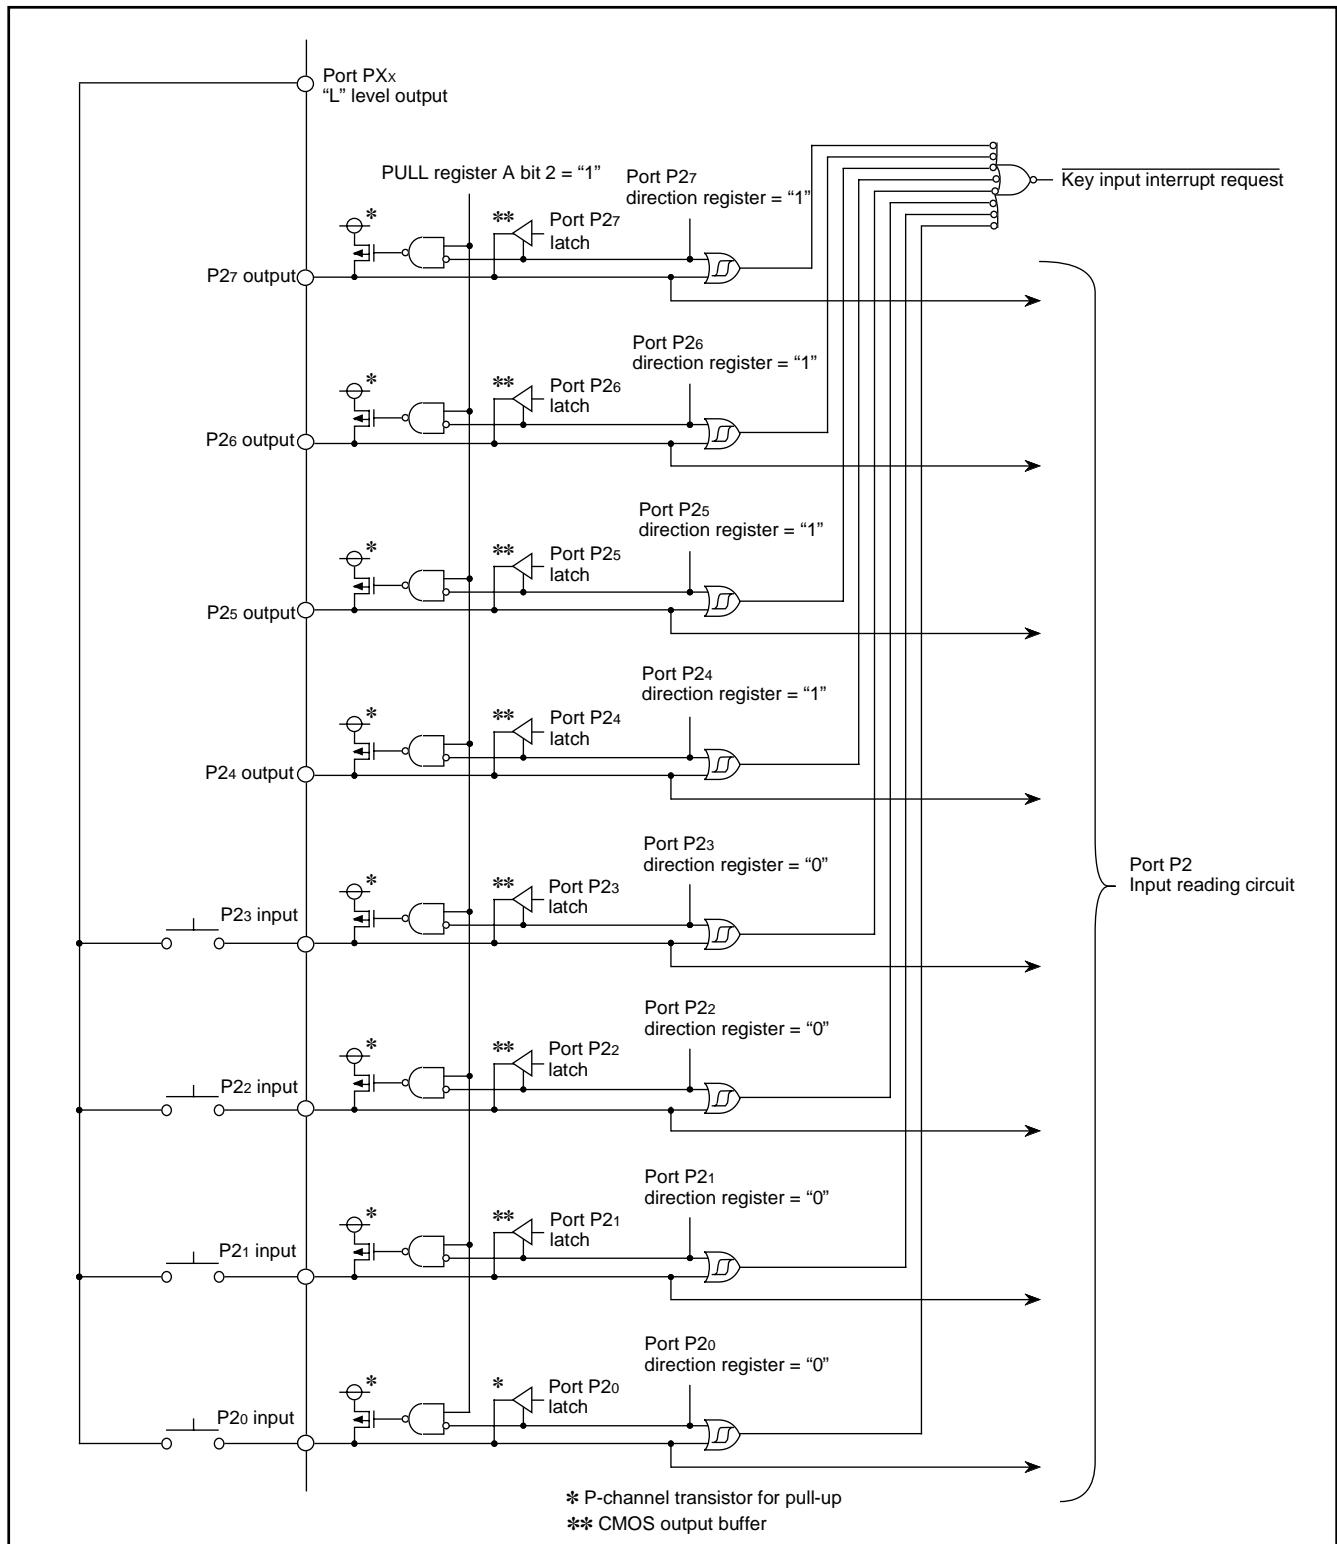 Port PXx
“L” level output
PULL register A bit 2 = “1”
Port P27
direction register = “1”
Key input interrupt request
*
**
Port P27
latch
P27 output
Port P26
direction register = “1”
*
**
Port P26
latch
P26 output
Port P25
direction register = “1”
*
**
Port P25
latch
P25 output
Port P24
direction register = “1”
*
**
Port P24
latch
P24 output
Port P23
direction register = “0”
*
**
Port P23
latch
P23 input
Port P2
Input reading circuit
Port P22
direction register = “0”
*
**
Port P22
latch
P22 input
Port P21
direction register = “0”
*
**
Port P21
latch
P21 input
Port P20
direction register = “0”
*
*
Port P20
latch
P20 input
* P-channel transistor for pull-up
** CMOS output buffer